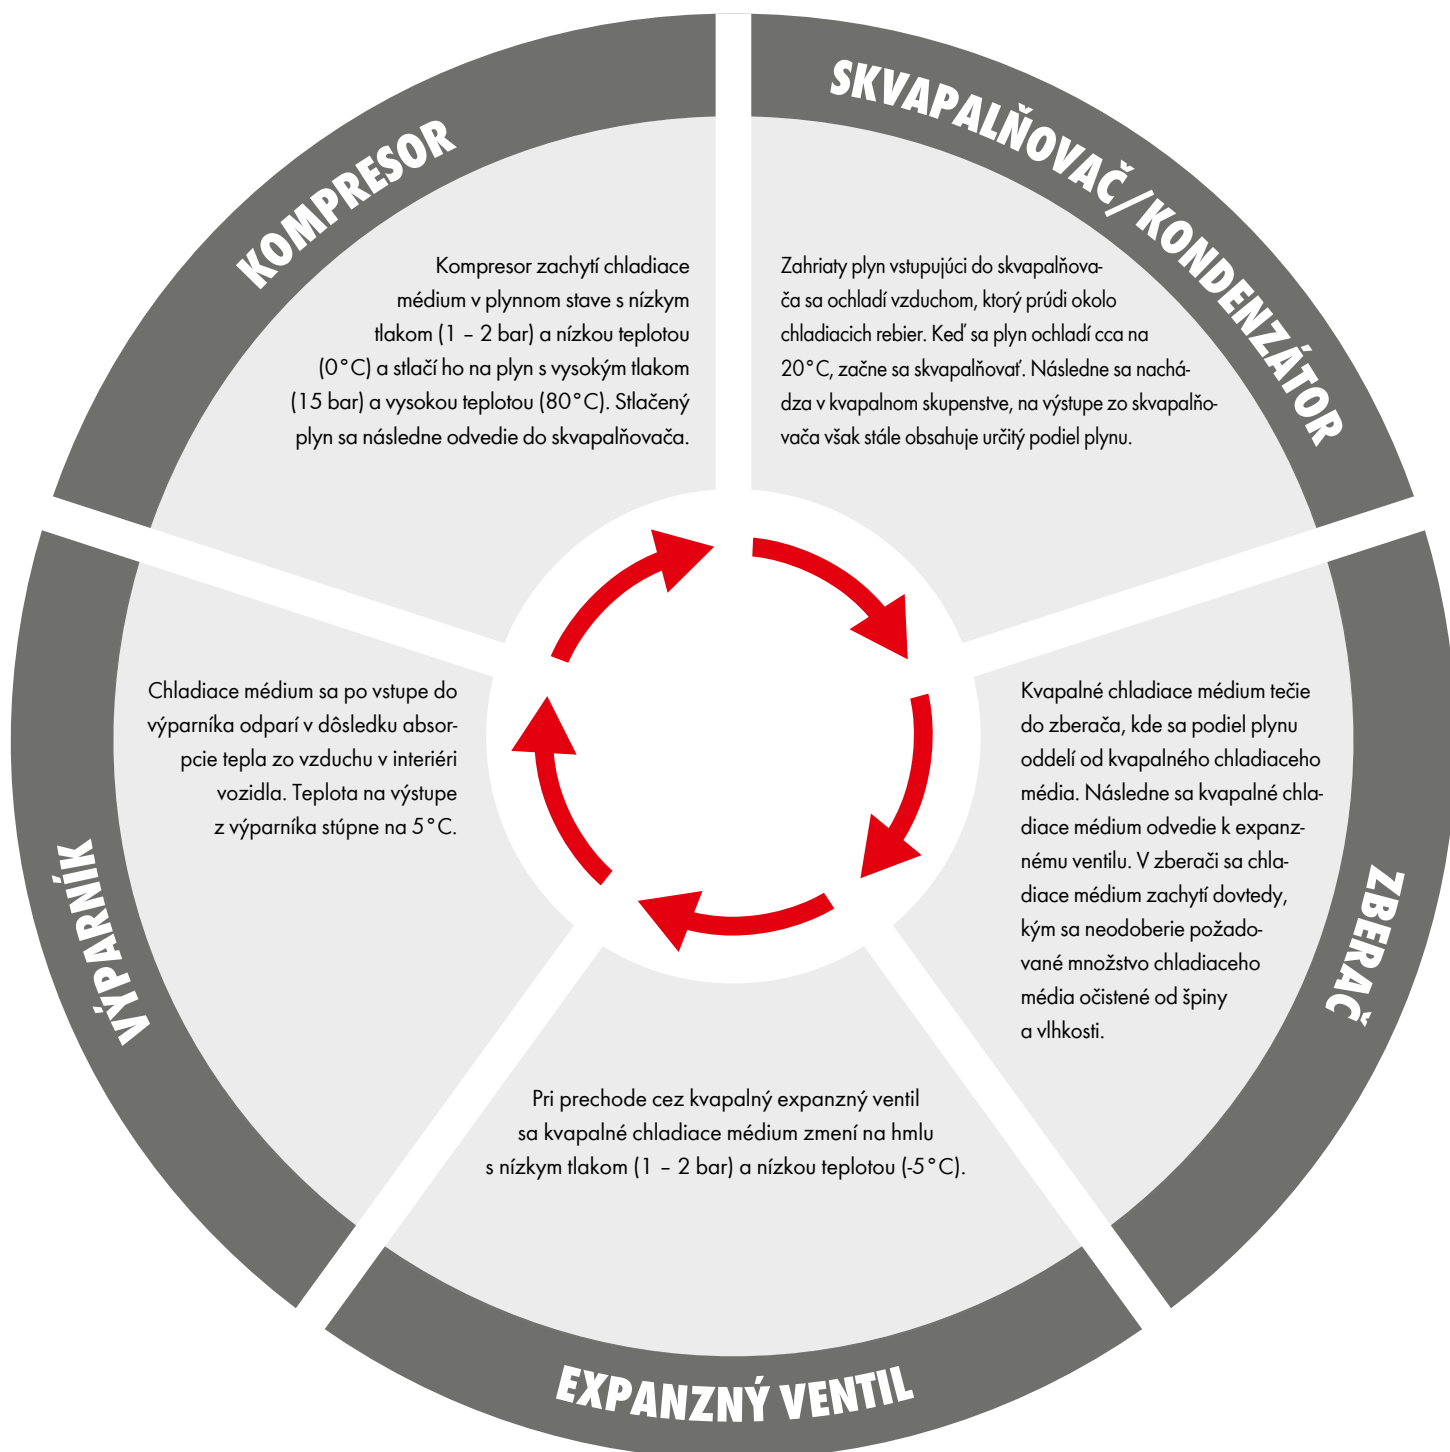 KOMPRESOR
Kompresor zachytí chladiace
médium v plynnom stave s nízkym
tlakom (1 – 2 bar) a nízkou teplotou
(0°C) a stlačí ho na plyn s vysokým tlakom
(15 bar) a vysokou teplotou (80°C). Stlačený
plyn sa následne odvedie do skvapalňovača.
SKVAPALŇOVAČ/KONDENZÁTOR
Zahriaty plyn vstupujúci do skvapalňova-
ča sa ochladí vzduchom, ktorý prúdi okolo
chladiacich rebier. Keď sa plyn ochladí cca na
20°C, začne sa skvapalňovať. Následne sa nachá-
dza v kvapalnom skupenstve, na výstupe zo skvapalňo-
vača však stále obsahuje určitý podiel plynu.
ZBERAČ
Kvapalné chladiace médium tečie
do zberača, kde sa podiel plynu
oddelí od kvapalného chladiaceho
média. Následne sa kvapalné chla-
diace médium odvedie k expanz-
nému ventilu. V zberači sa chla-
diace médium zachytí dovtedy,
kým sa neodoberie požado-
vané množstvo chladiaceho
média očistené od špiny
a vlhkosti.
EXPANZNÝ VENTIL
Pri prechode cez kvapalný expanzný ventil
sa kvapalné chladiace médium zmení na hmlu
s nízkym tlakom (1 – 2 bar) a nízkou teplotou (-5°C).
VÝPARNÍK
Chladiace médium sa po vstupe do
výparníka odparí v dôsledku absor-
pcie tepla zo vzduchu v interiéri
vozidla. Teplota na výstupe
z výparníka stúpne na 5°C.